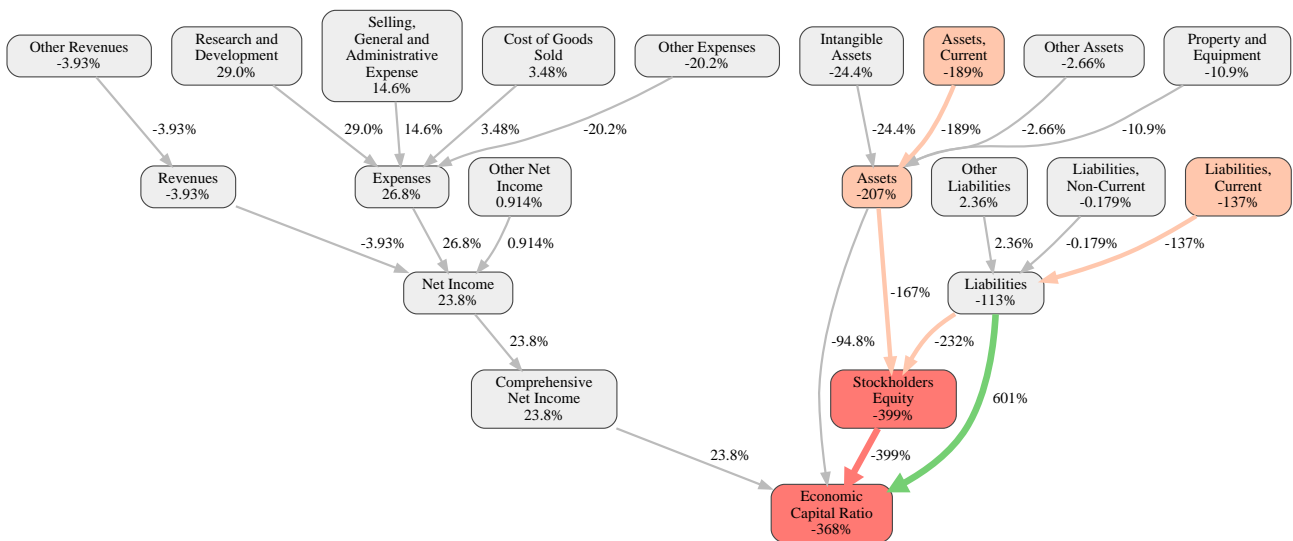 Other Revenues
-3.93%
Research and
Development
29.0%
Selling,
General and
Administrative
Expense
14.6%
Cost of Goods
Sold
3.48%
Other Expenses
-20.2%
Intangible
Assets
-24.4%
Assets,
Current
-189%
Other Assets
-2.66%
Property and
Equipment
-10.9%
-3.93%
29.0%
14.6%
3.48%
-20.2%
-24.4%
-189%
-2.66%
-10.9%
Revenues
-3.93%
Expenses
26.8%
Other Net
Income
0.914%
Assets
-207%
Other
Liabilities
2.36%
Liabilities,
Non-Current
-0.179%
Liabilities,
Current
-137%
-3.93%
26.8%
0.914%
2.36%
-0.179%
-137%
Net Income
23.8%
-167%
Liabilities
-113%
23.8%
-94.8%
-232%
Comprehensive
Net Income
23.8%
Stockholders
Equity
-399%
601%
23.8%
-399%
Economic
Capital Ratio
-368%